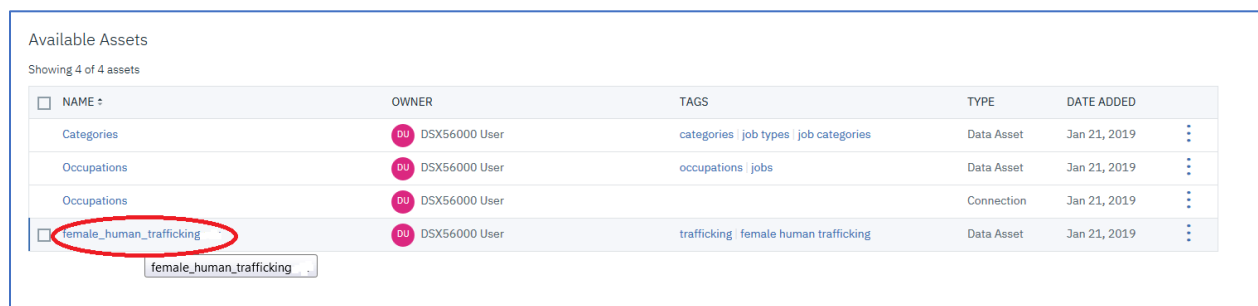 Available Assets
Showing 4 of 4 assets
NAME OWNER TAGS TYPE DATE ADDED
Categories DU DSX56000 User categories | job types | job categories Data Asset Jan 21, 2019
Occupations DU DSX56000 User occupations | jobs Data Asset Jan 21, 2019
Occupations DU DSX56000 User Connection Jan 21, 2019
female_human_trafficking DU DSX56000 User trafficking | female human trafficking Data Asset Jan 21, 2019
female_human_trafficking